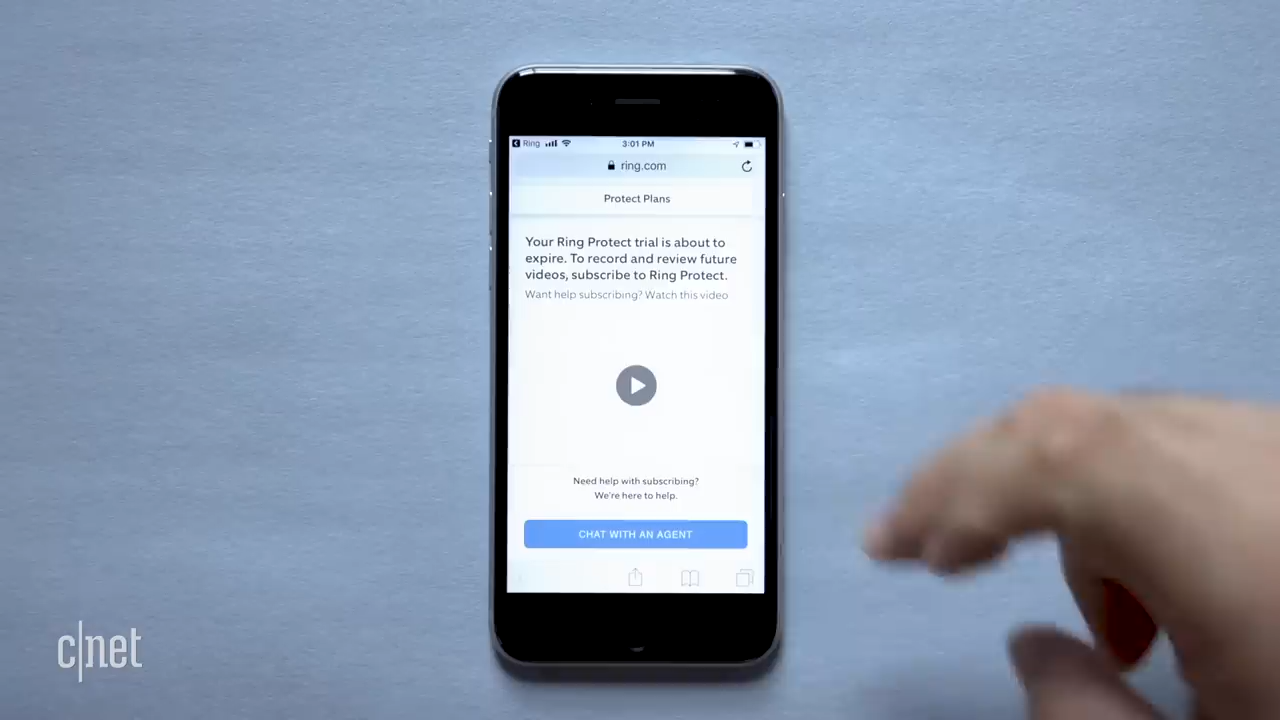 Ring
3:01 PM
ring.com
Protect Plans
Your Ring Protect trial is about to
expire. To record and review future
videos, subscribe to Ring Protect.
Want help subscribing? Watch this video
Need help with subscribing?
We're here to help.
CHAT WITH AN AGENT
c|net